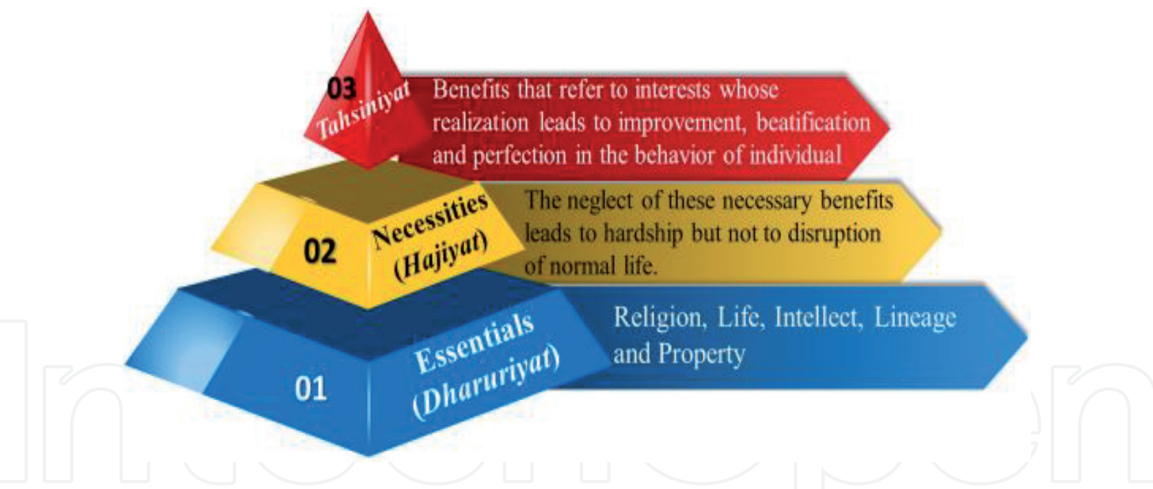 03
Tahsiniyat
Benefits that refer to interests whose
realization leads to improvement, beatification
and perfection in the behavior of individual
02
Necessities
(Hajiyat)
The neglect of these necessary benefits
leads to hardship but not to disruption
of normal life.
01
Essentials
(Dharuriyat)
Religion, Life, Intellect, Lineage
and Property
IntechOpen